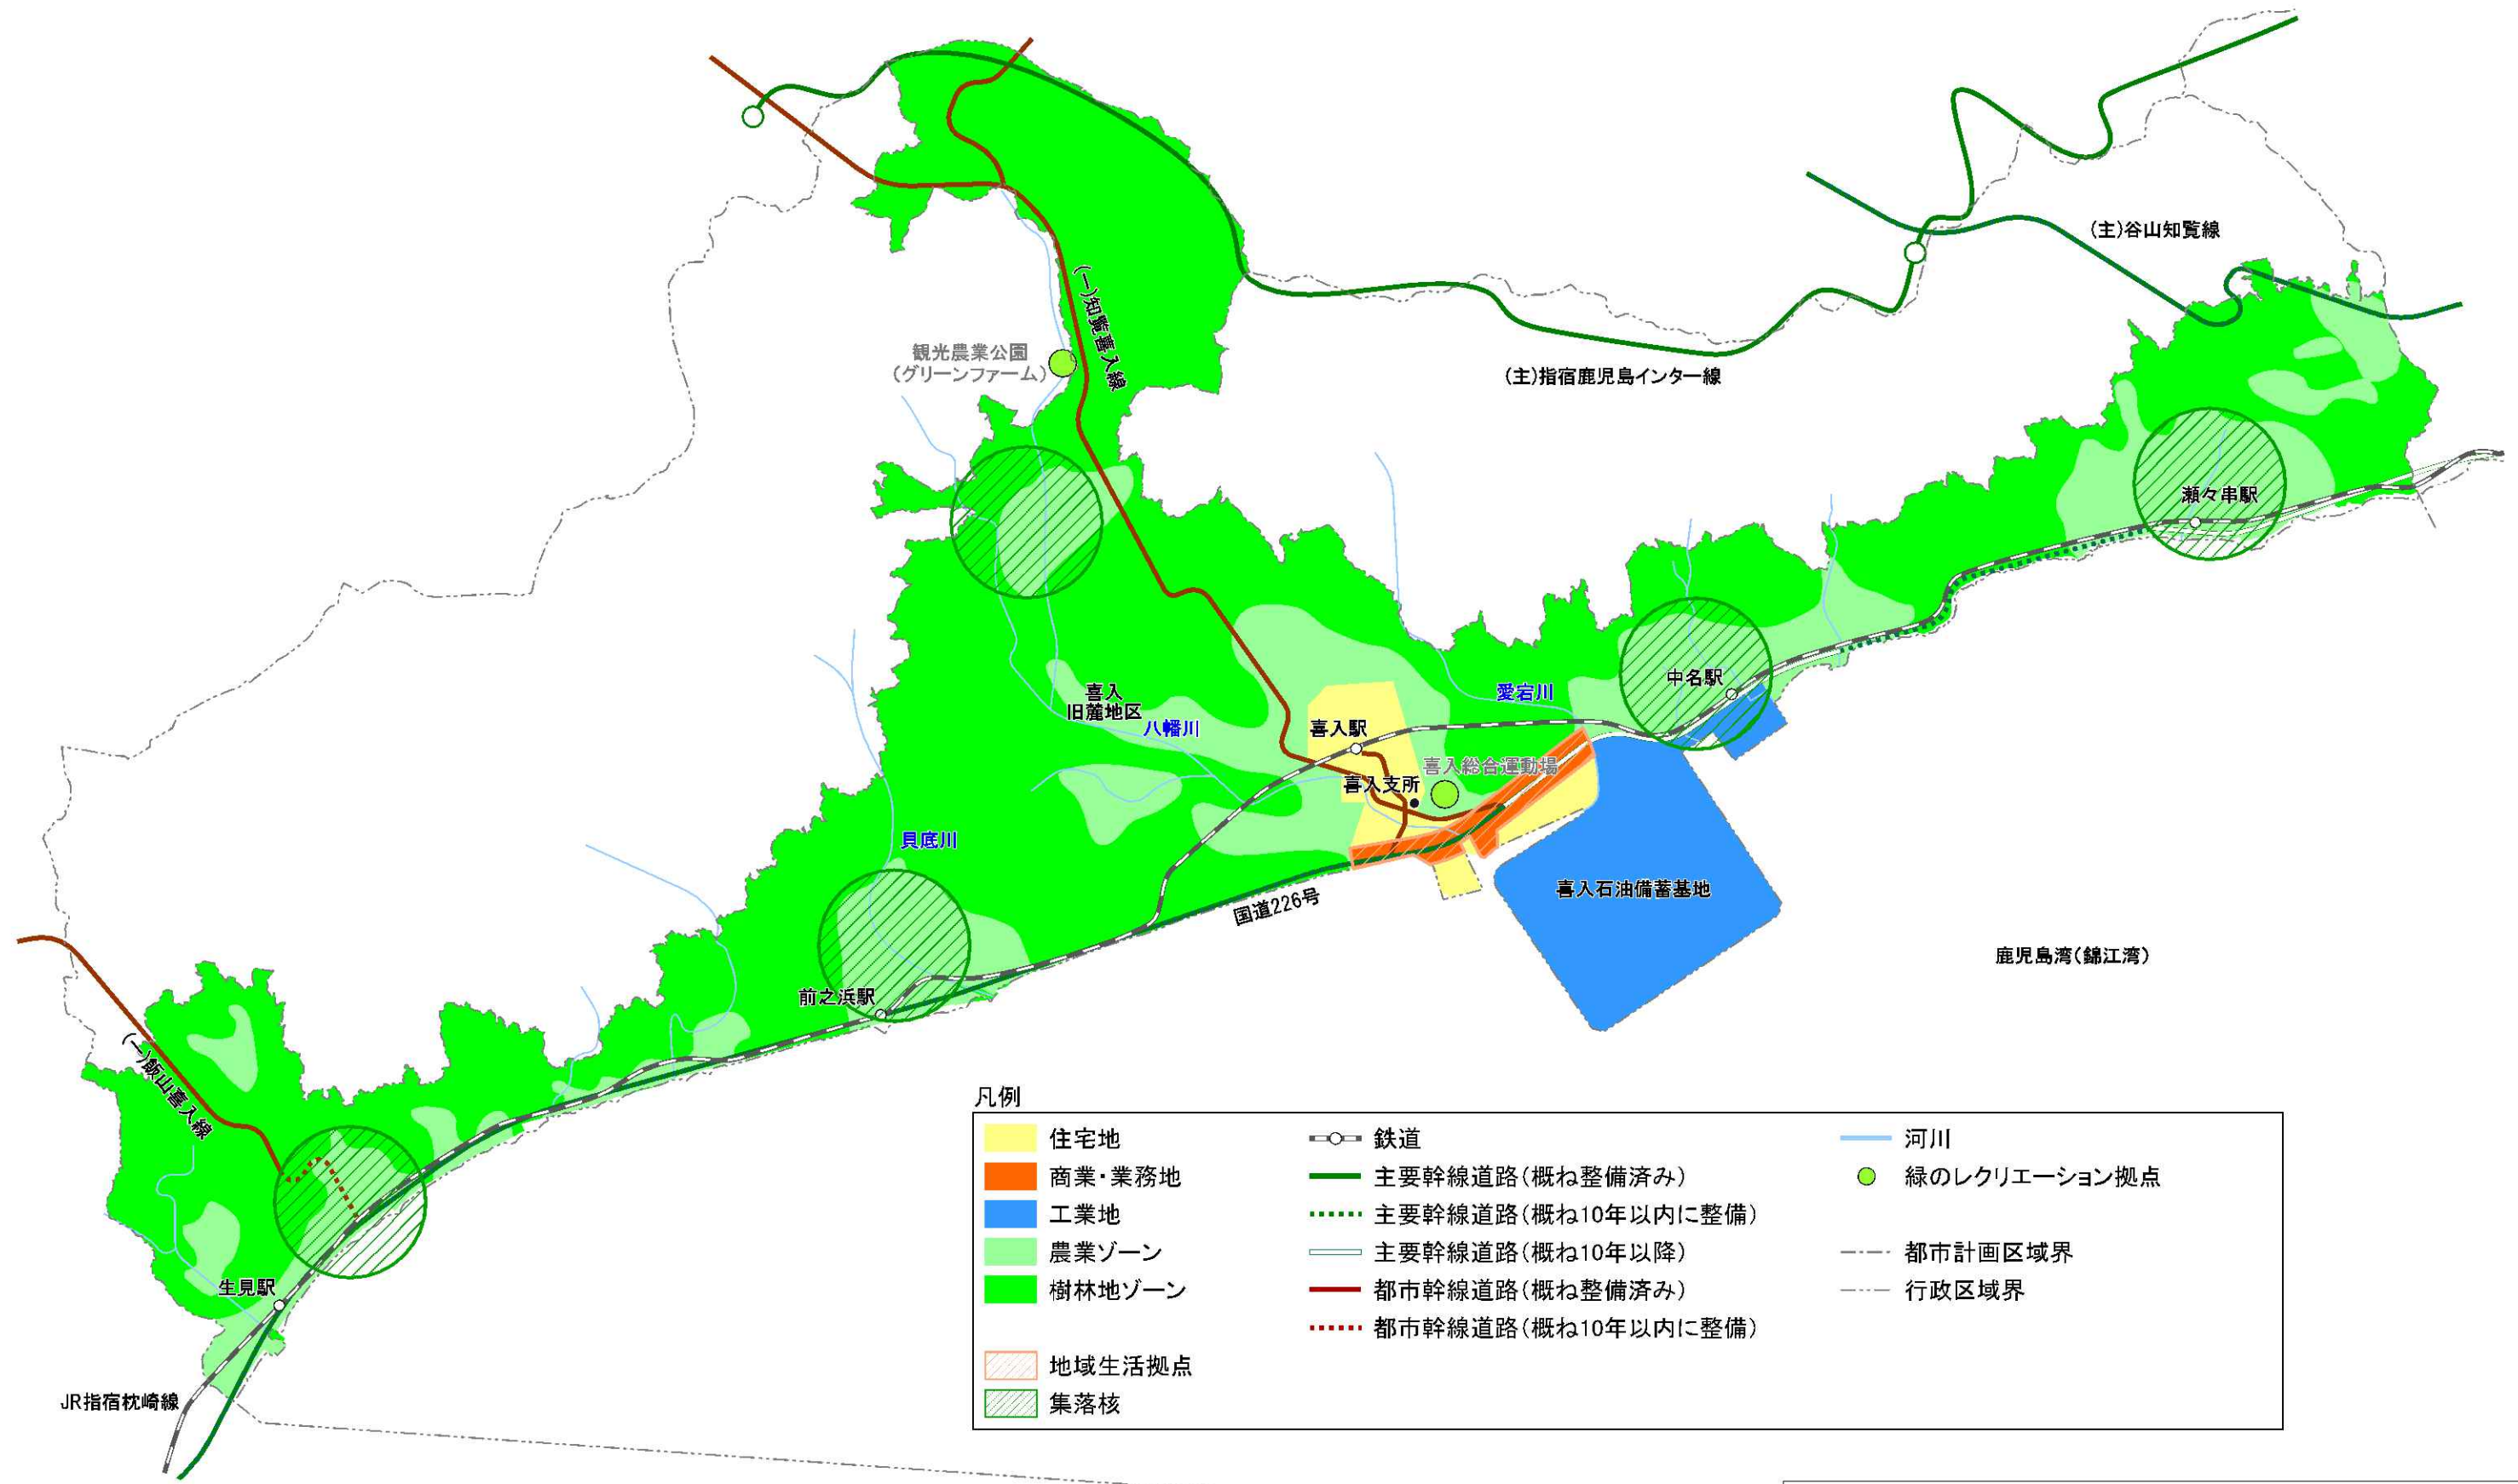 (主)谷山知覧線
(一)知覧喜入線
観光農業公園
(グリーンファーム)
(主)指宿鹿児島インター線
瀬々串駅
中名駅
喜入
旧麓地区
愛宕川
八幡川
喜入駅
喜入総合運動場
喜入支所
貝底川
喜入石油備蓄基地
国道226号
鹿児島湾(錦江湾)
前之浜駅
(一)飯山喜入線
生見駅
JR指宿枕崎線
凡例
住宅地
商業・業務地
工業地
農業ゾーン
樹林地ゾーン
地域生活拠点
集落核
鉄道
主要幹線道路(概ね整備済み)
主要幹線道路(概ね10年以内に整備)
主要幹線道路(概ね10年以降)
都市幹線道路(概ね整備済み)
都市幹線道路(概ね10年以内に整備)
河川
緑のレクリエーション拠点
都市計画区域界
行政区域界